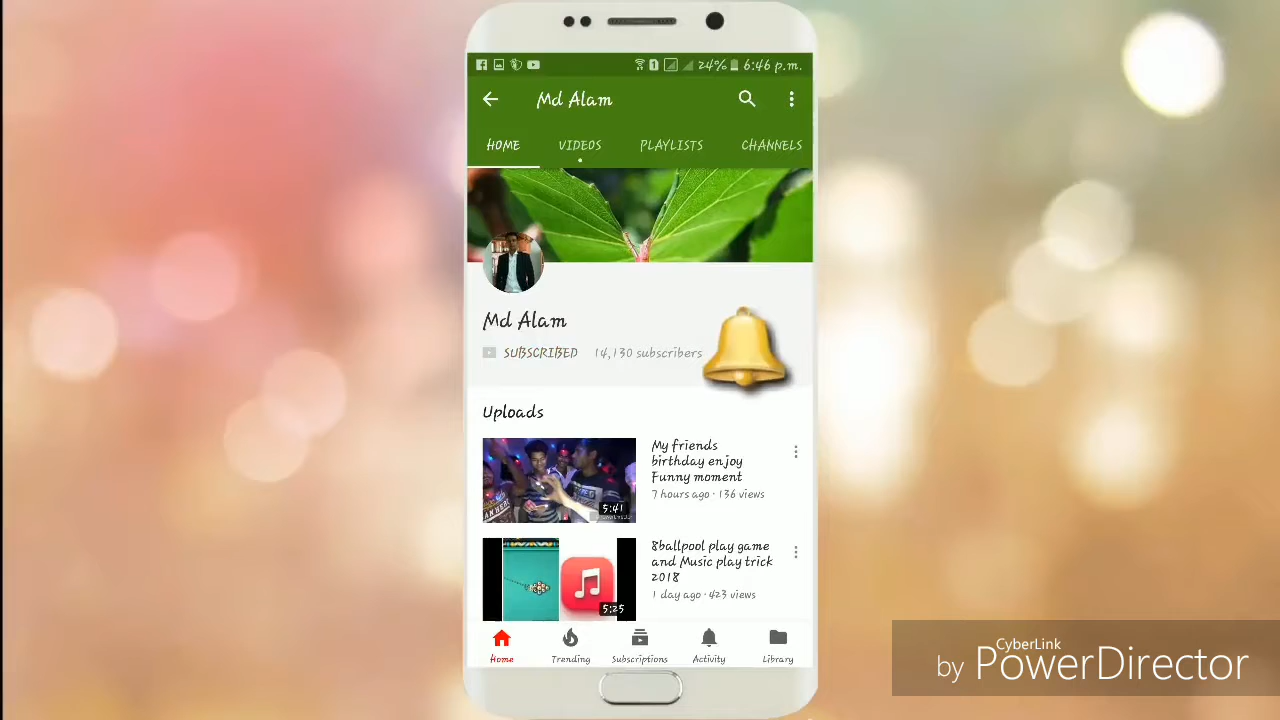 24% 6:46 p.m.
Md Alam
HOME VIDEOS PLAYLISTS CHANNELS
Md Alam
SUBSCRIBED 14,130 subscribers
Uploads
My friends
birthday enjoy
Funny moment
7 hours ago · 136 views
5:41
8ballpool play game
and Music play trick
2018
1 day ago · 423 views
5:25
Home Trending Subscriptions Activity Library
CyberLink
by PowerDirector